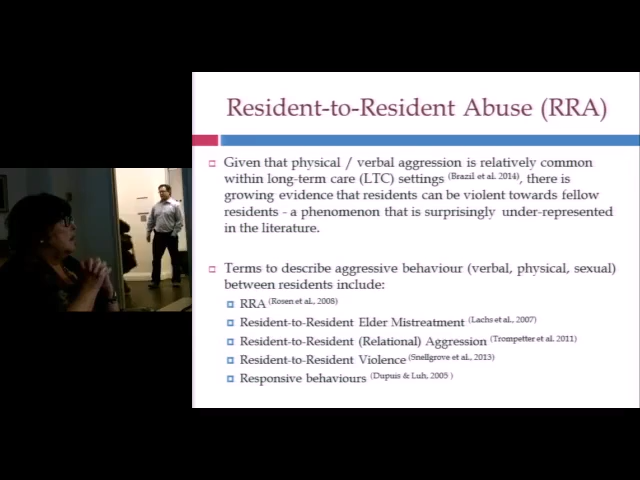 Resident-to-Resident Abuse (RRA)
Given that physical / verbal aggression is relatively common
within long-term care (LTC) settings (Brazil et al. 2014), there is
growing evidence that residents can be violent towards fellow
residents - a phenomenon that is surprisingly under-represented
in the literature.
Terms to describe aggressive behaviour (verbal, physical, sexual)
between residents include:
RRA (Rosen et al., 2008)
Resident-to-Resident Elder Mistreatment (Lachs et al., 2007)
Resident-to-Resident (Relational) Aggression (Trompetter et al. 2011)
Resident-to-Resident Violence (Snellgrove et al., 2013)
Responsive behaviours (Dupuis & Luh, 2005 )